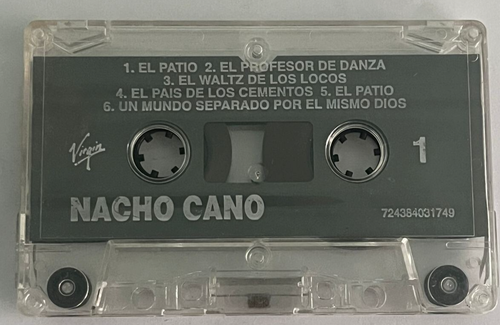 1. EL PATIO 2. EL PROFESOR DE DANZA
3. EL WALTZ DE LOS LOCOS
4. EL PAIS DE LOS CEMENTOS 5. EL PATIO
6. UN MUNDO SEPARADO POR EL MISMO DIOS
Virgin
1
NACHO CANO
724384031749